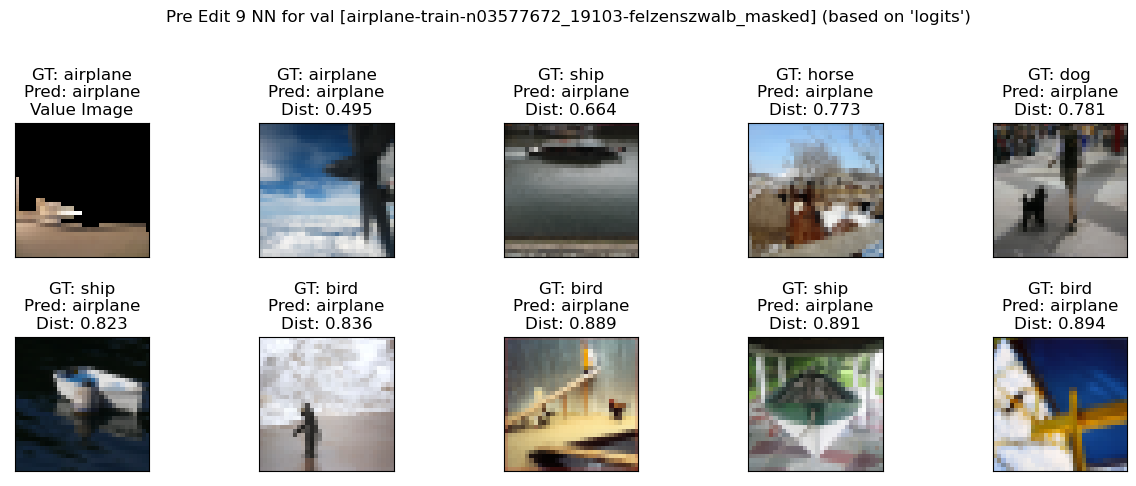 Pre Edit 9 NN for val [airplane-train-n03577672_19103-felzenszwalb_masked] (based on 'logits')
GT: airplane
Pred: airplane
Value Image
GT: airplane
Pred: airplane
Dist: 0.495
GT: ship
Pred: airplane
Dist: 0.664
GT: horse
Pred: airplane
Dist: 0.773
GT: dog
Pred: airplane
Dist: 0.781
GT: ship
Pred: airplane
Dist: 0.823
GT: bird
Pred: airplane
Dist: 0.836
GT: bird
Pred: airplane
Dist: 0.889
GT: ship
Pred: airplane
Dist: 0.891
GT: bird
Pred: airplane
Dist: 0.894